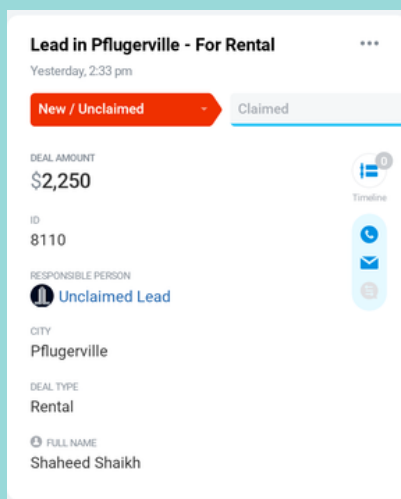 Lead in Pflugerville - For Rental
Yesterday, 2:33 pm
New / Unclaimed
Claimed
DEAL AMOUNT
$2,250
0
Timeline
ID
8110
RESPONSIBLE PERSON
Unclaimed Lead
CITY
Pflugerville
DEAL TYPE
Rental
FULL NAME
Shaheed Shaikh